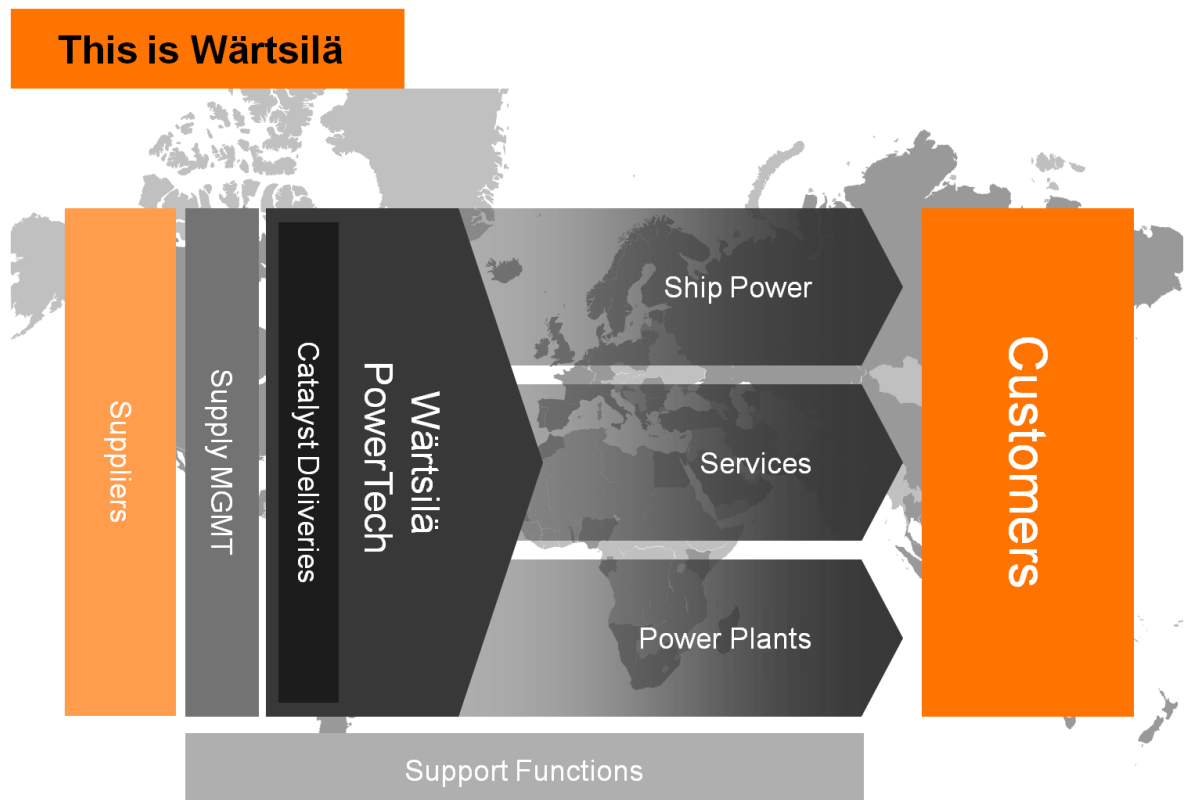 This is Wärtsilä
Suppliers
Supply MGMT
Catalyst Deliveries
Wärtsilä
PowerTech
Ship Power
Services
Power Plants
Customers
Support Functions